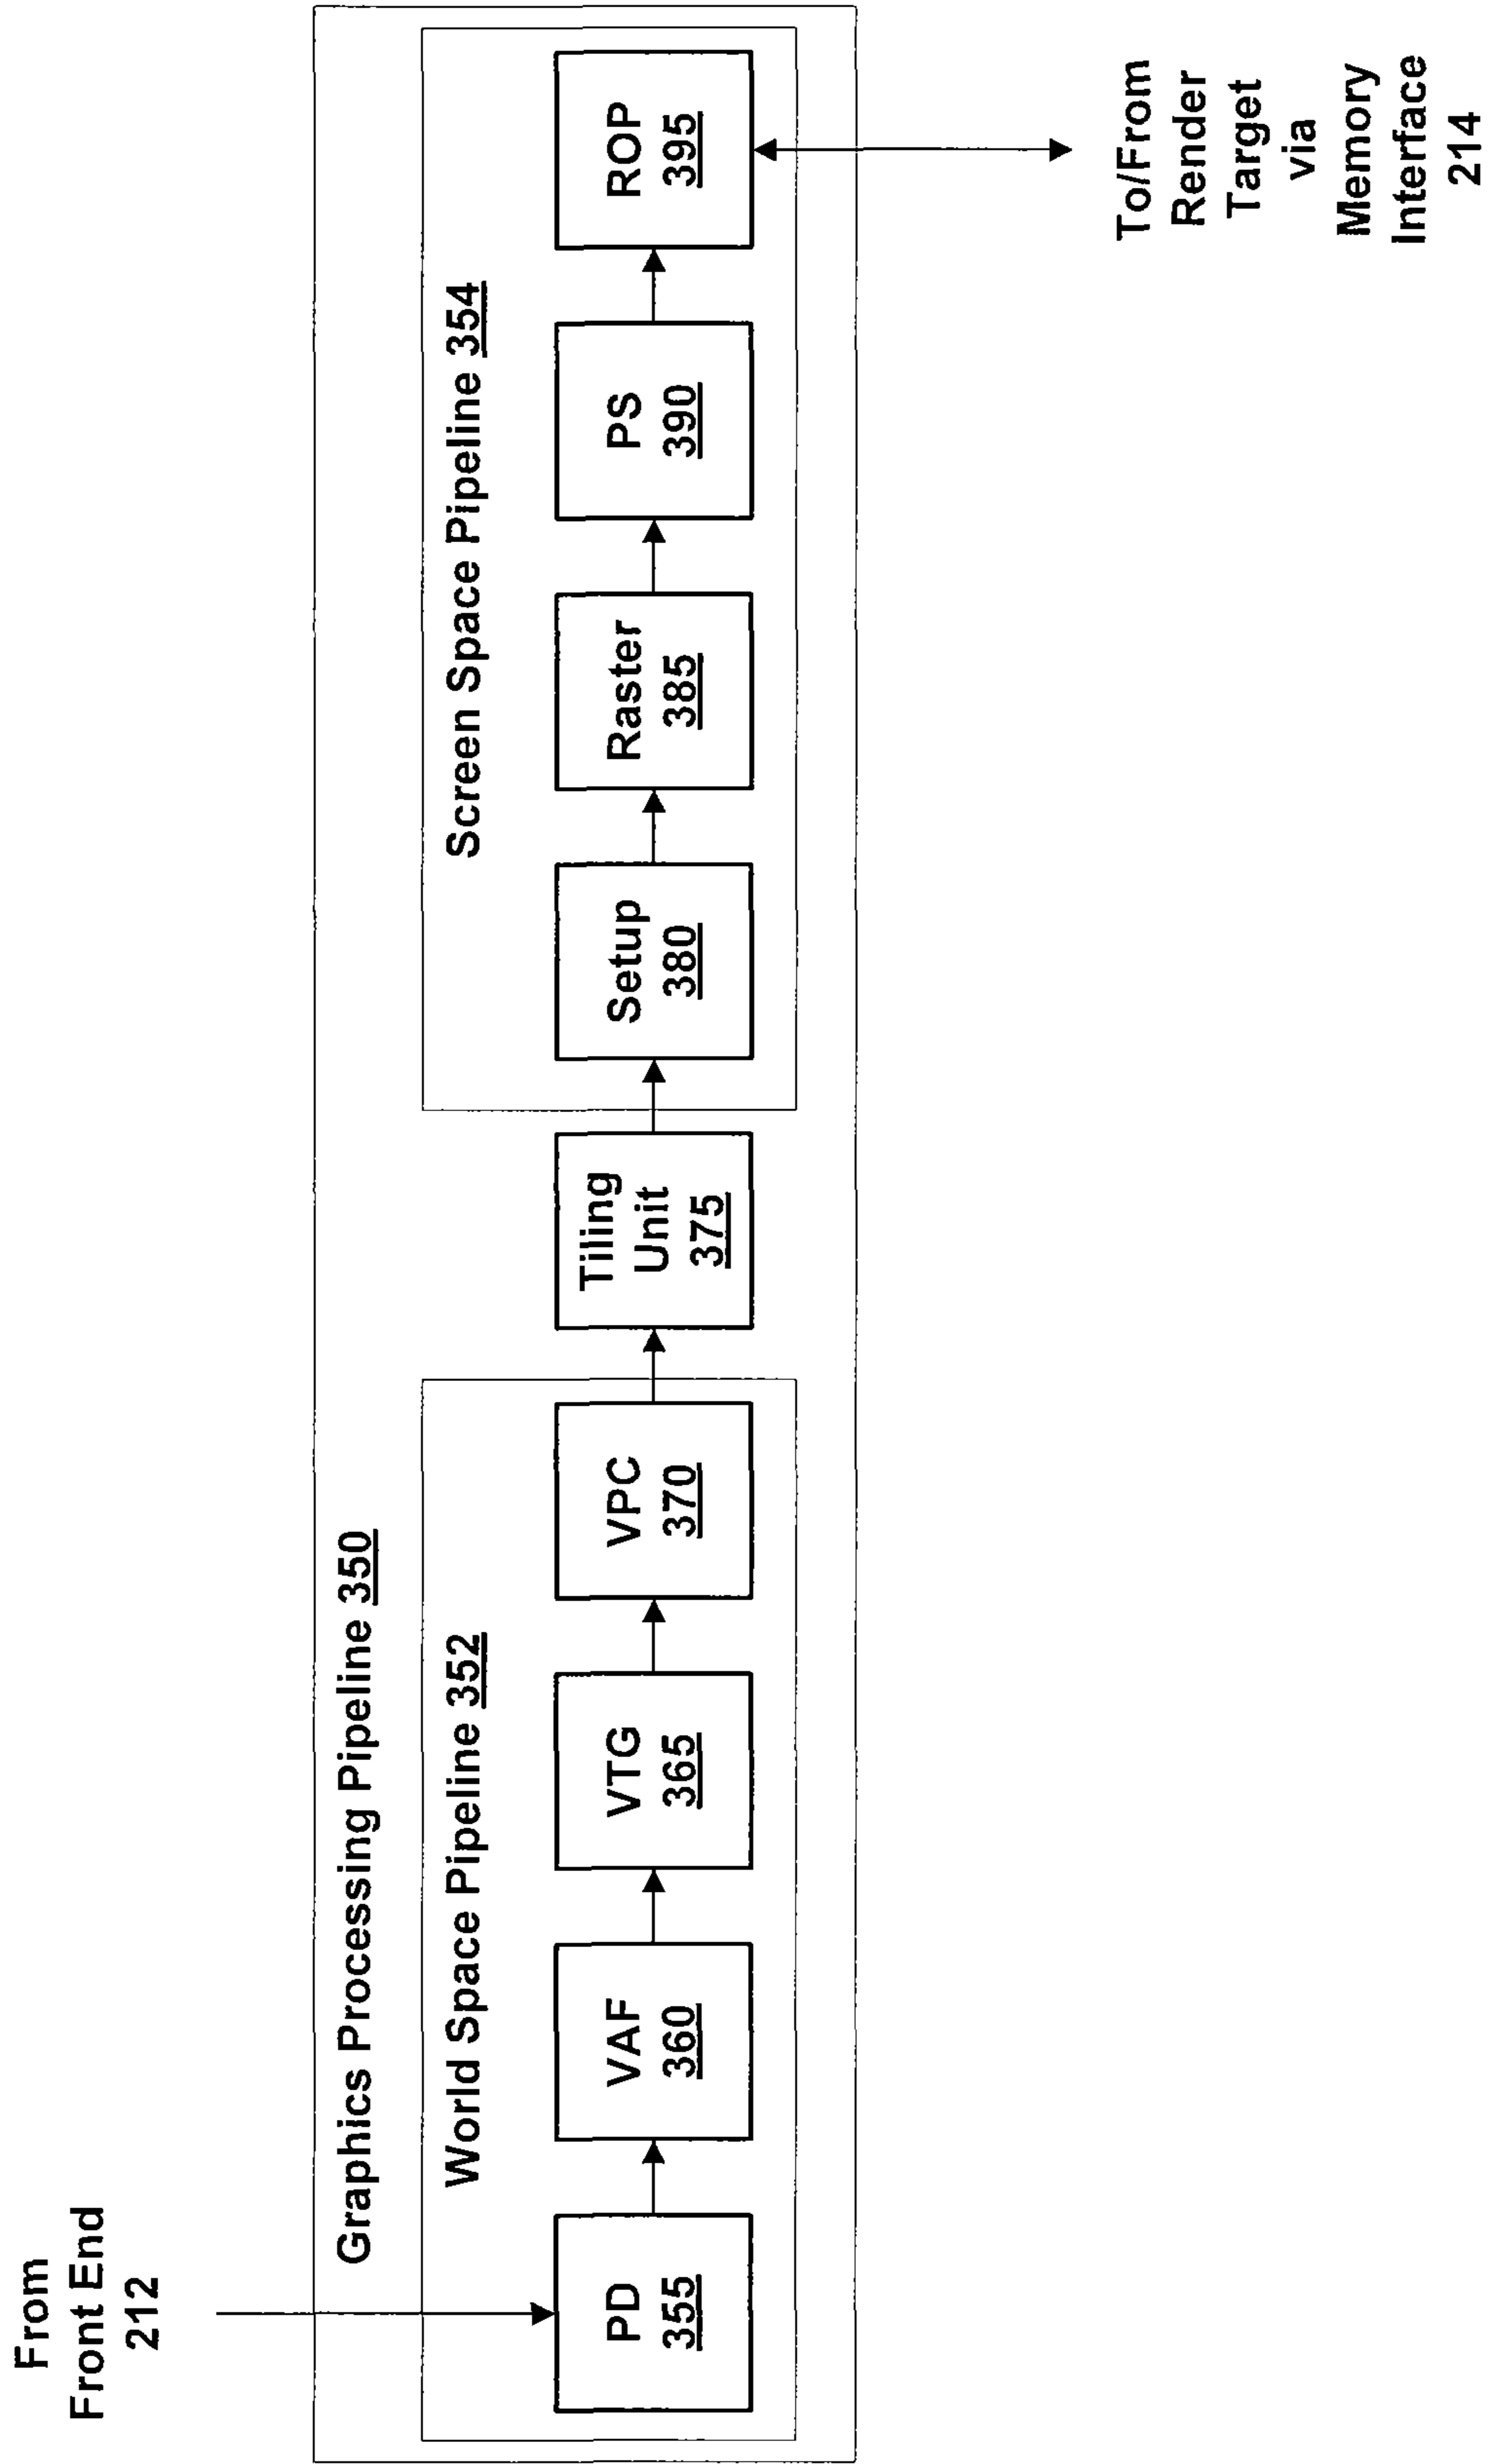 From
Front End
212
Graphics Processing Pipeline 350
World Space Pipeline 352
PD
355
VAF
360
VTG
365
VPC
370
Tiling
Unit
375
Screen Space Pipeline 354
Setup
380
Raster
385
PS
390
ROP
395
To/From
Render
Target
via
Memory
Interface
214